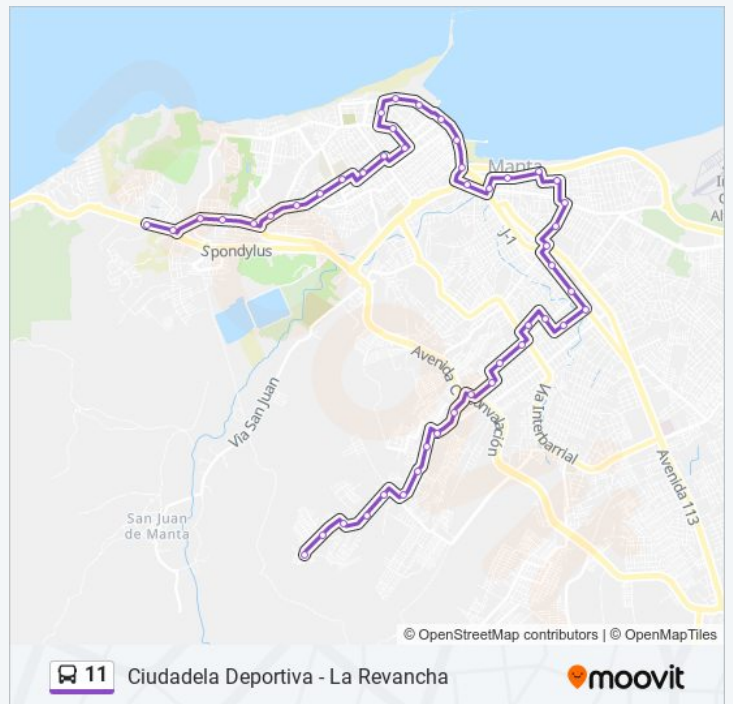 Manta
Spondylus
J-1
Vía San Juan
Avenida C
nvalación
Vía Interbarrial
Avenida 113
San Juan
de Manta
© OpenStreetMap contributors | © OpenMapTiles
11 Ciudadela Deportiva - La Revancha
moovit